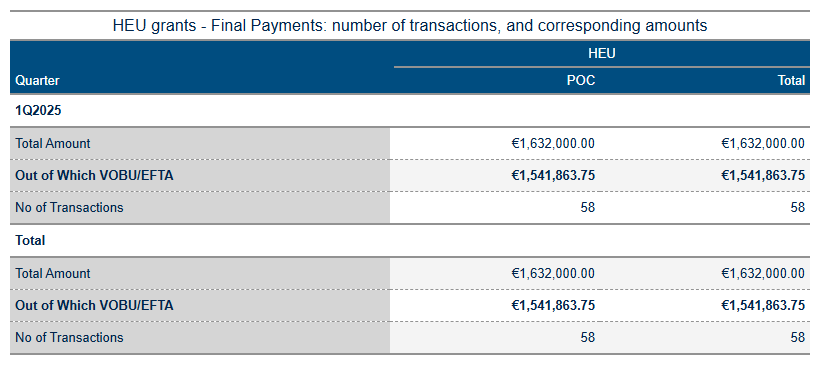 HEU grants - Final Payments: number of transactions, and corresponding amounts
HEU
Quarter POC Total
1Q2025
Total Amount €1,632,000.00 €1,632,000.00
Out of Which VOBU/EFTA €1,541,863.75 €1,541,863.75
No of Transactions 58 58
Total
Total Amount €1,632,000.00 €1,632,000.00
Out of Which VOBU/EFTA €1,541,863.75 €1,541,863.75
No of Transactions 58 58